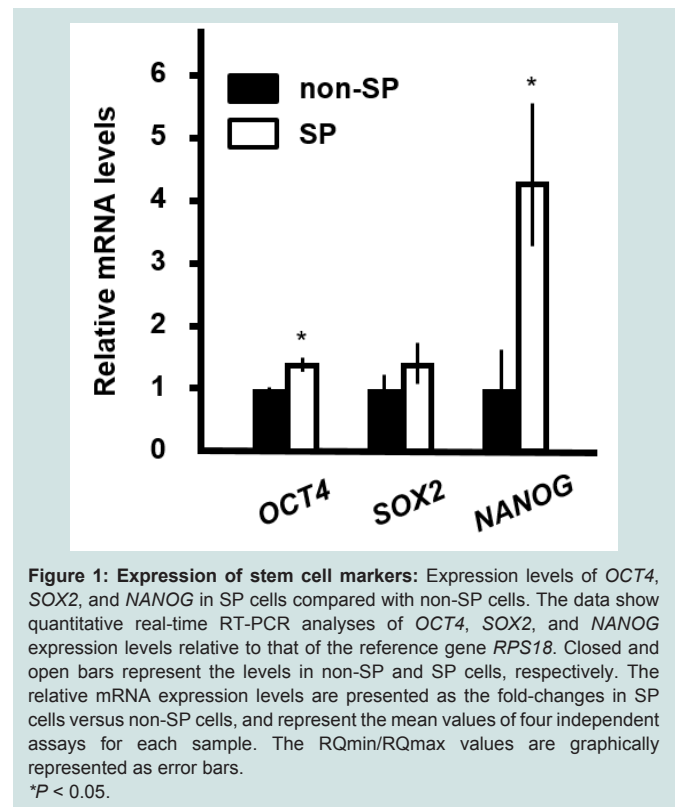 Relative mRNA levels
6
5
4
3
2
1
0
non-SP
SP
*
*
OCT4
SOX2
NANOG
Figure 1: Expression of stem cell markers: Expression levels of OCT4,
SOX2, and NANOG in SP cells compared with non-SP cells. The data show
quantitative real-time RT-PCR analyses of OCT4, SOX2, and NANOG
expression levels relative to that of the reference gene RPS18. Closed and
open bars represent the levels in non-SP and SP cells, respectively. The
relative mRNA expression levels are presented as the fold-changes in SP
cells versus non-SP cells, and represent the mean values of four independent
assays for each sample. The RQmin/RQmax values are graphically
represented as error bars.
*P < 0.05.